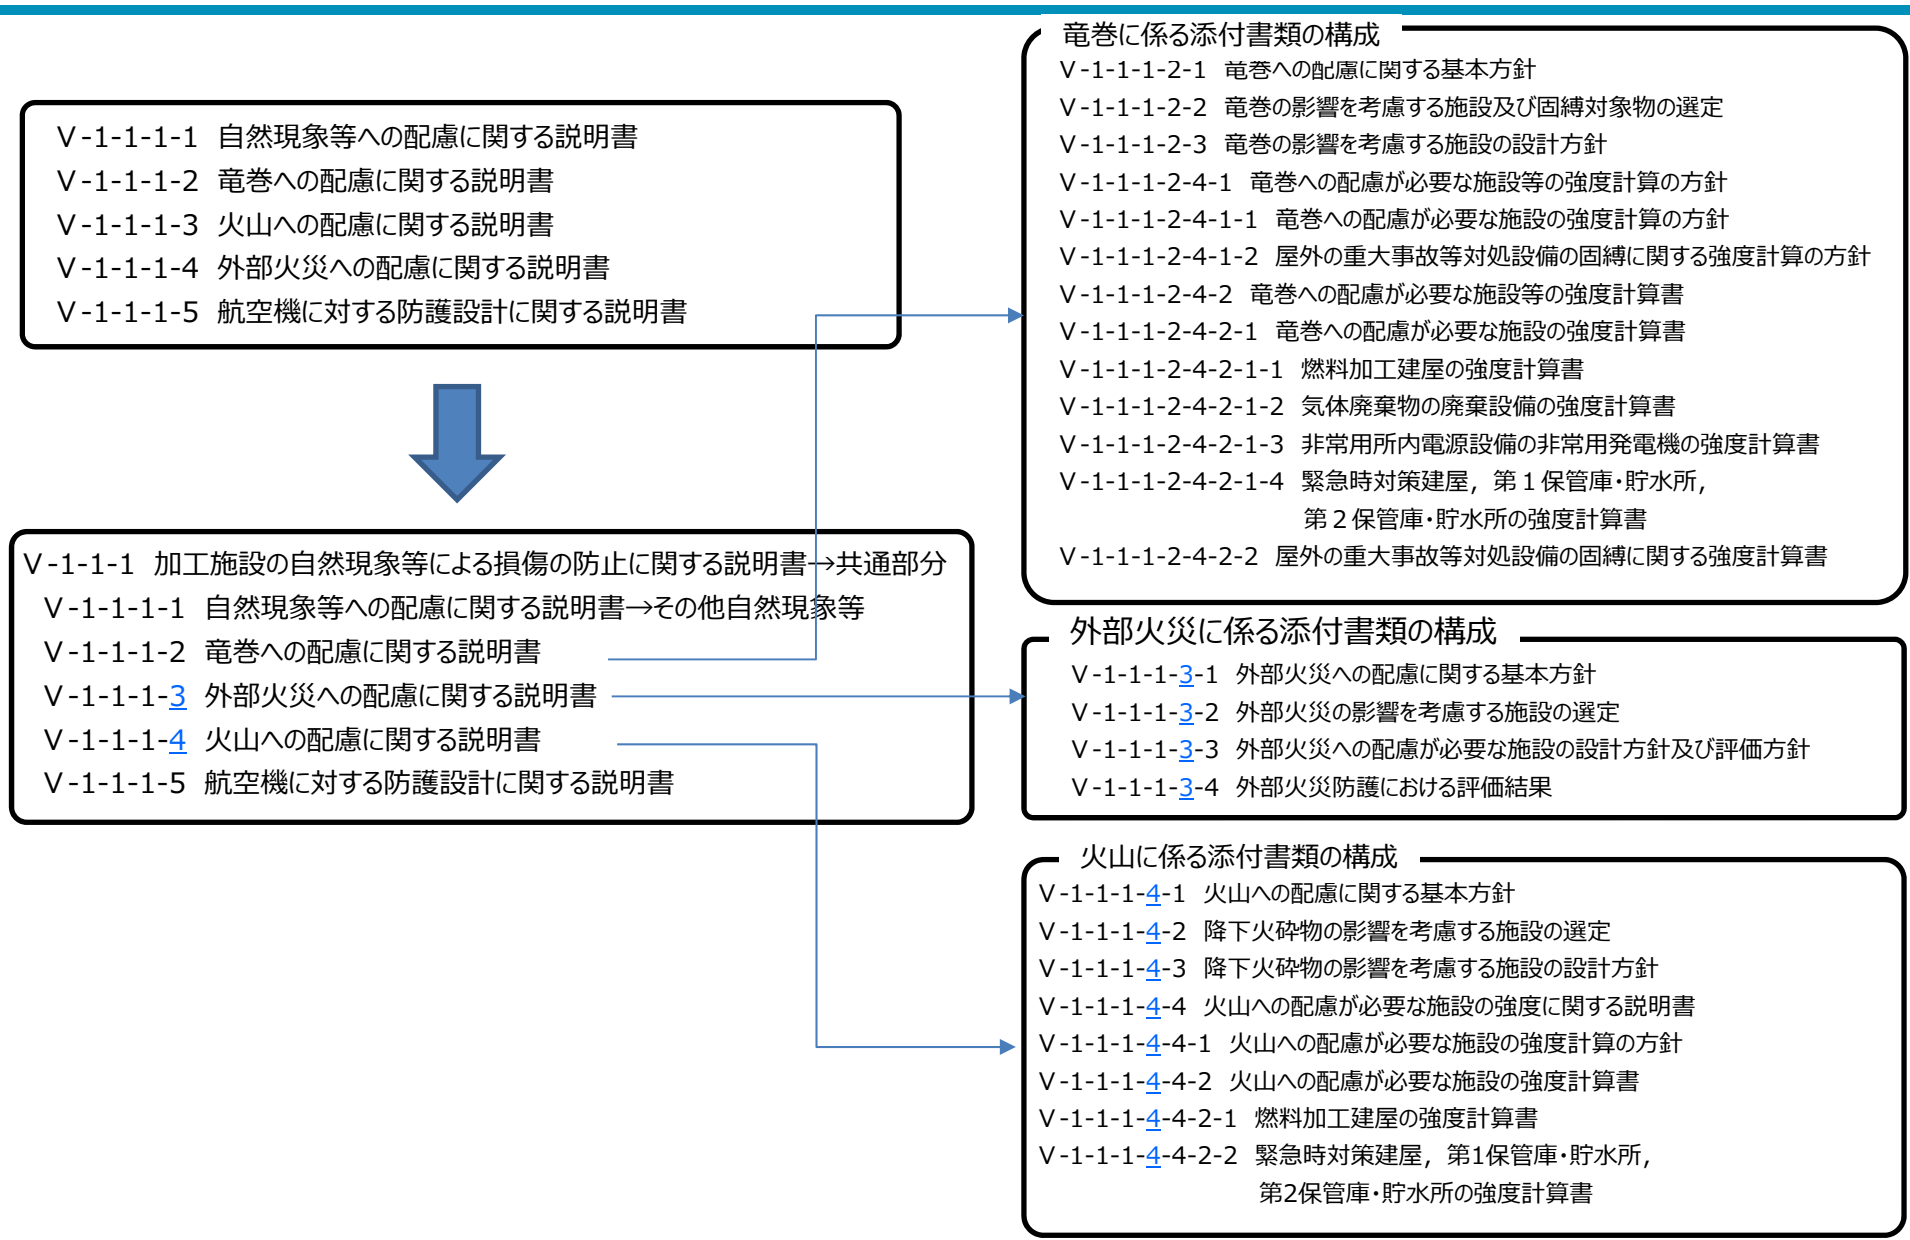 Ⅴ-1-1-1-1 自然現象等への配慮に関する説明書
Ⅴ-1-1-1-2 竜巻への配慮に関する説明書
Ⅴ-1-1-1-3 火山への配慮に関する説明書
Ⅴ-1-1-1-4 外部火災への配慮に関する説明書
Ⅴ-1-1-1-5 航空機に対する防護設計に関する説明書
Ⅴ-1-1-1 加工施設の自然現象等による損傷の防止に関する説明書→共通部分
Ⅴ-1-1-1-1 自然現象等への配慮に関する説明書→その他自然現象等
Ⅴ-1-1-1-2 竜巻への配慮に関する説明書
Ⅴ-1-1-1-3 外部火災への配慮に関する説明書
Ⅴ-1-1-1-4 火山への配慮に関する説明書
Ⅴ-1-1-1-5 航空機に対する防護設計に関する説明書
竜巻に係る添付書類の構成
Ⅴ-1-1-1-2-1 竜巻への配慮に関する基本方針
Ⅴ-1-1-1-2-2 竜巻の影響を考慮する施設及び固縛対象物の選定
Ⅴ-1-1-1-2-3 竜巻の影響を考慮する施設の設計方針
Ⅴ-1-1-1-2-4-1 竜巻への配慮が必要な施設等の強度計算の方針
Ⅴ-1-1-1-2-4-1-1 竜巻への配慮が必要な施設の強度計算の方針
Ⅴ-1-1-1-2-4-1-2 屋外の重大事故等対処設備の固縛に関する強度計算の方針
Ⅴ-1-1-1-2-4-2 竜巻への配慮が必要な施設等の強度計算書
Ⅴ-1-1-1-2-4-2-1 竜巻への配慮が必要な施設の強度計算書
Ⅴ-1-1-1-2-4-2-1-1 燃料加工建屋の強度計算書
Ⅴ-1-1-1-2-4-2-1-2 気体廃棄物の廃棄設備の強度計算書
Ⅴ-1-1-1-2-4-2-1-3 非常用所内電源設備の非常用発電機の強度計算書
Ⅴ-1-1-1-2-4-2-1-4 緊急時対策建屋，第１保管庫・貯水所，
第２保管庫・貯水所の強度計算書
Ⅴ-1-1-1-2-4-2-2 屋外の重大事故等対処設備の固縛に関する強度計算書
外部火災に係る添付書類の構成
Ⅴ-1-1-1-3-1 外部火災への配慮に関する基本方針
Ⅴ-1-1-1-3-2 外部火災の影響を考慮する施設の選定
Ⅴ-1-1-1-3-3 外部火災への配慮が必要な施設の設計方針及び評価方針
Ⅴ-1-1-1-3-4 外部火災防護における評価結果
火山に係る添付書類の構成
Ⅴ-1-1-1-4-1 火山への配慮に関する基本方針
Ⅴ-1-1-1-4-2 降下火砕物の影響を考慮する施設の選定
Ⅴ-1-1-1-4-3 降下火砕物の影響を考慮する施設の設計方針
Ⅴ-1-1-1-4-4 火山への配慮が必要な施設の強度に関する説明書
Ⅴ-1-1-1-4-4-1 火山への配慮が必要な施設の強度計算の方針
Ⅴ-1-1-1-4-4-2 火山への配慮が必要な施設の強度計算書
Ⅴ-1-1-1-4-4-2-1 燃料加工建屋の強度計算書
Ⅴ-1-1-1-4-4-2-2 緊急時対策建屋，第1保管庫・貯水所，
第2保管庫・貯水所の強度計算書